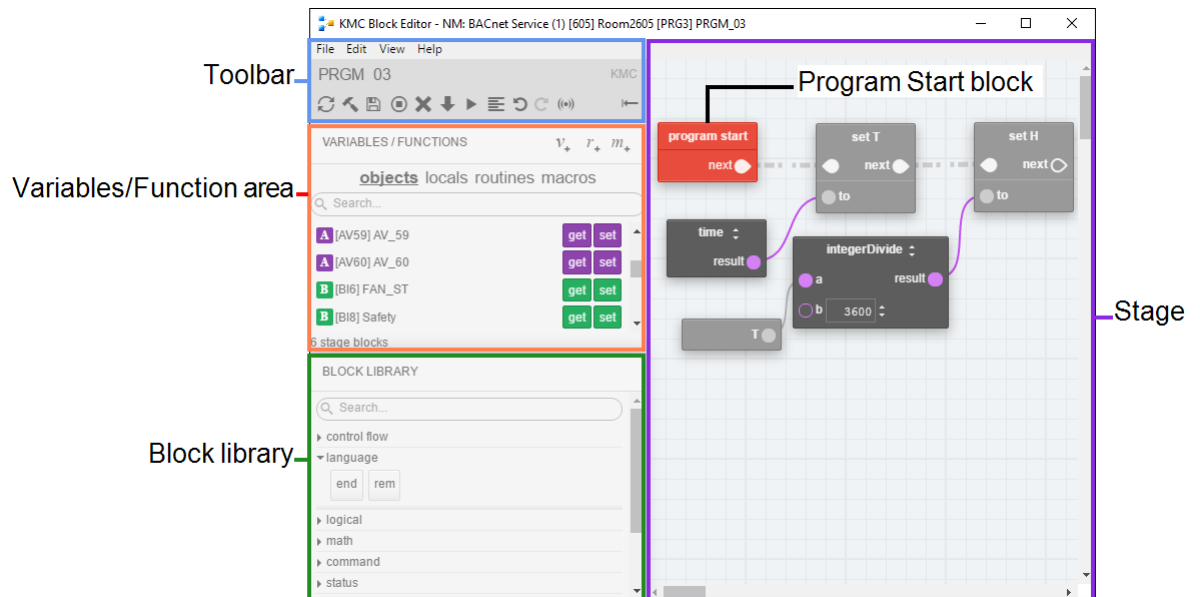 KMC Block Editor - NM: BACnet Service (1) [605] Room2605 [PRG3] PRGM_03
File Edit View Help
Toolbar
PRGM 03 KMC
Program Start block
VARIABLES / FUNCTIONS v+ r+ m+
objects locals routines macros
Variables/Function area
Search...
[AV59] AV_59 get set
A
[AV60] AV_60 get set
A
[BI6] FAN_ST get set
B
[BI8] Safety get set
B
6 stage blocks
program start
next
set T
next
to
set H
next
to
time
result
integerDivide
a result
b 3600
T
Stage
BLOCK LIBRARY
Search...
control flow
Block library
language
end rem
logical
math
command
status